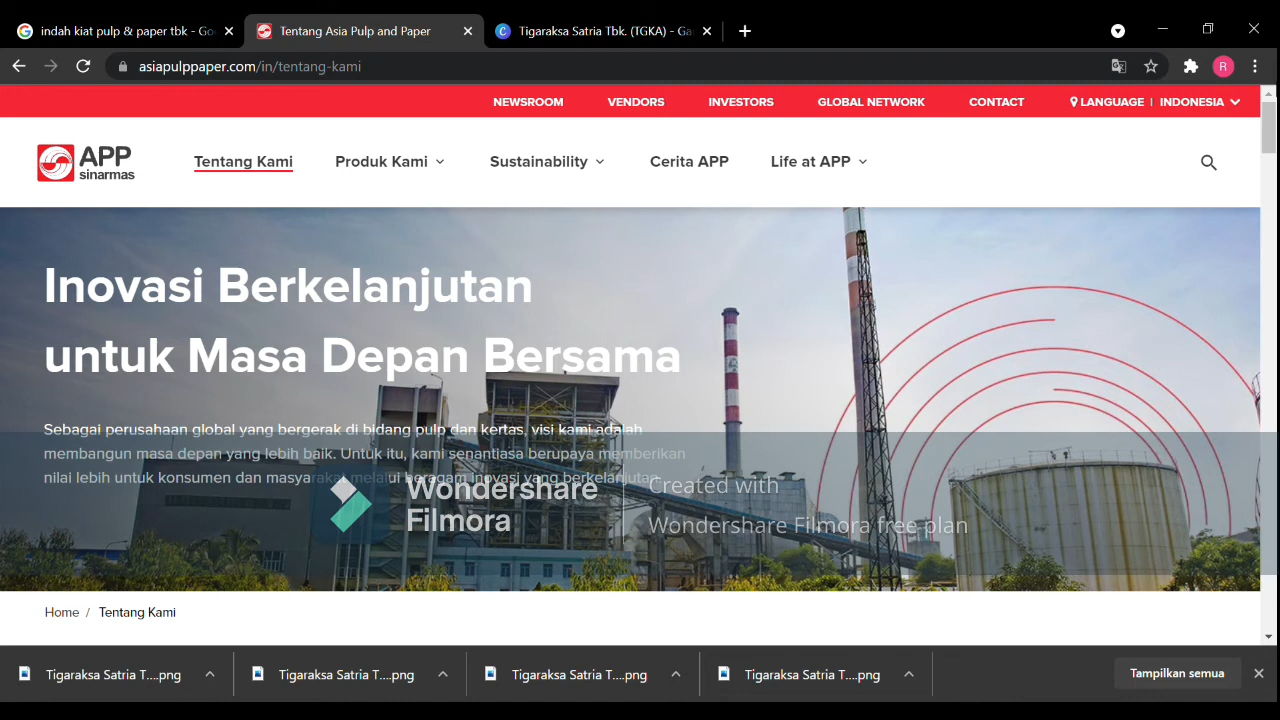 indah kiat pulp & paper tbk - Go
Tentang Asia Pulp and Paper
Tigaraksa Satria Tbk. (TGKA) - Ga
asiapulppaper.com/in/tentang-kami
R
NEWSROOM
VENDORS
INVESTORS
GLOBAL NETWORK
CONTACT
LANGUAGE | INDONESIA
APP
sinarmas
Tentang Kami
Produk Kami
Sustainability
Cerita APP
Life at APP
Inovasi Berkelanjutan
untuk Masa Depan Bersama
Sebagai perusahaan global yang bergerak di bidang pulp dan kertas, visi kami adalah
membangun masa depan yang lebih baik. Untuk itu, kami senantiasa berupaya memberikan
nilai lebih untuk konsumen dan masyarakat melalui beragam inovasi yang berkelanjutan.
Wondershare
Filmora
Created with
Wondershare Filmora free plan
Home / Tentang Kami
Tigaraksa Satria T....png
Tigaraksa Satria T....png
Tigaraksa Satria T....png
Tigaraksa Satria T....png
Tampilkan semua